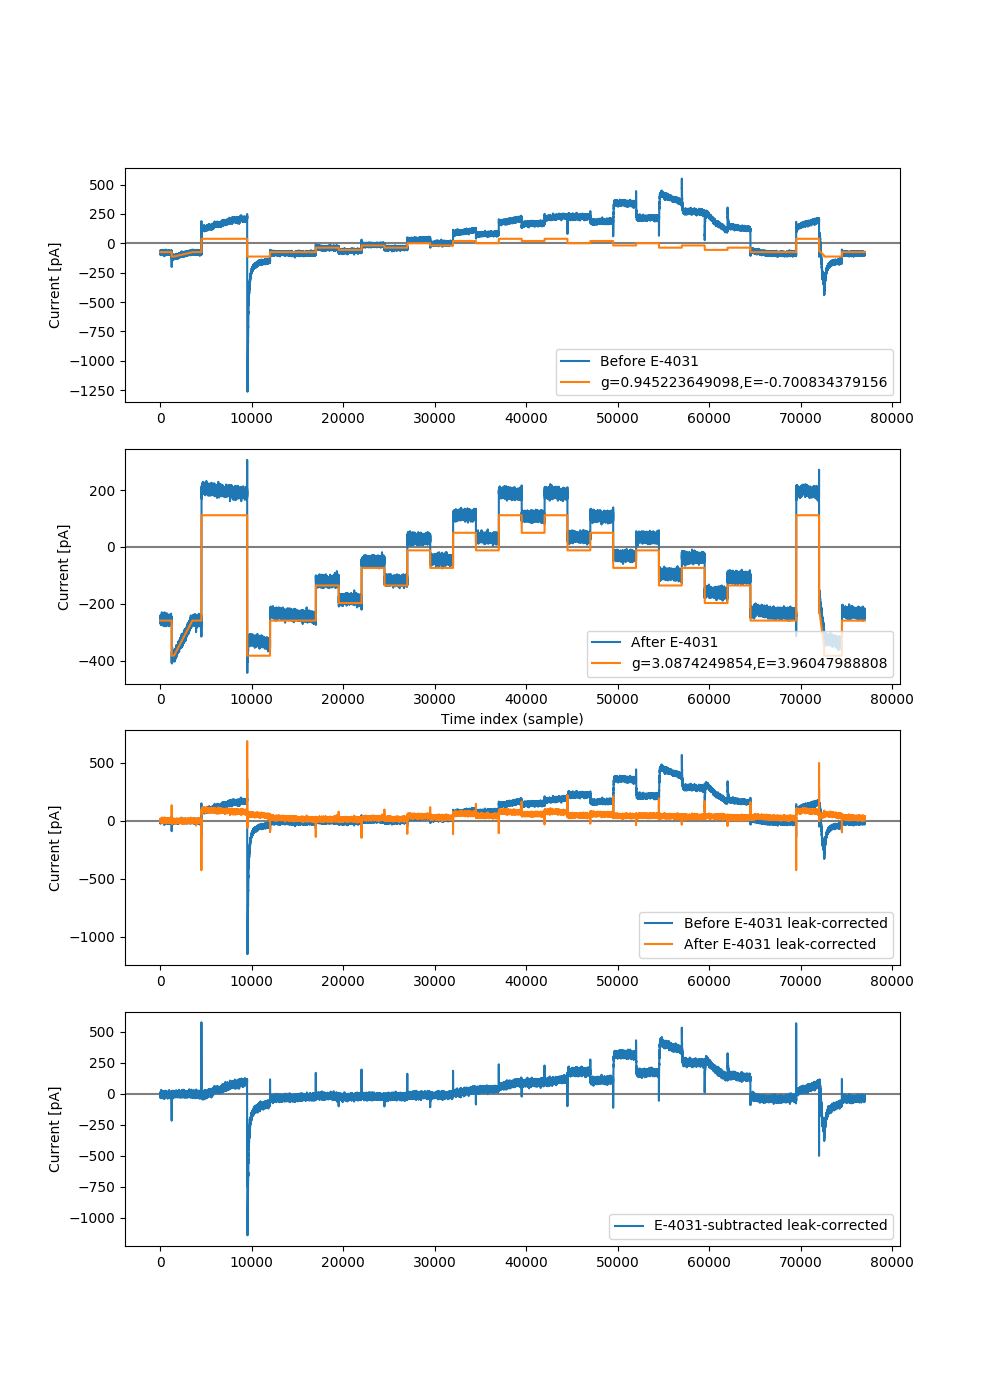 500
250
0
−250
−500
−750
−1000
−1250
Current [pA]
Before E-4031
g=0.945223649098,E=-0.700834379156
0 10000 20000 30000 40000 50000 60000 70000 80000
200
0
−200
−400
Current [pA]
After E-4031
g=3.0874249854,E=3.96047988808
0 10000 20000 30000 40000 50000 60000 70000 80000
Time index (sample)
500
0
−500
−1000
Current [pA]
Before E-4031 leak-corrected
After E-4031 leak-corrected
0 10000 20000 30000 40000 50000 60000 70000 80000
500
250
0
−250
−500
−750
−1000
Current [pA]
E-4031-subtracted leak-corrected
0 10000 20000 30000 40000 50000 60000 70000 80000